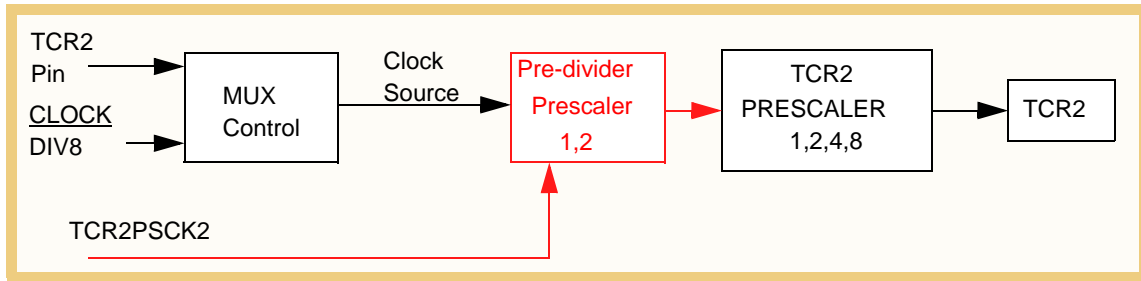 TCR2
Pin
CLOCK
DIV8
MUX
Control
Clock
Source
Pre-divider
Prescaler
1,2
TCR2
PRESCALER
1,2,4,8
TCR2
TCR2PSCK2